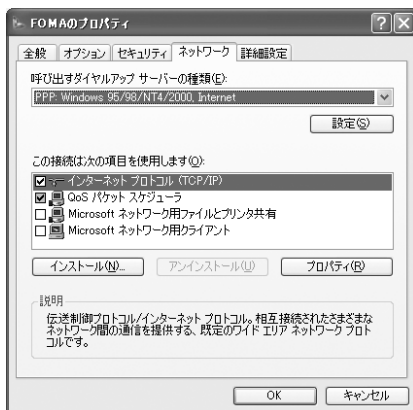 FOMAのプロパティ
全般 オプション セキュリティ ネットワーク 詳細設定
呼び出すダイヤルアップ サーバーの種類(E):
PPP: Windows 95/98/NT4/2000, Internet
設定(S)
この接続は次の項目を使用します(O):
インターネット プロトコル (TCP/IP)
QoS パケット スケジューラ
Microsoft ネットワーク用ファイルとプリンタ共有
Microsoft ネットワーク用クライアント
インストール(N)... アンインストール(U) プロパティ(R)
説明
伝送制御プロトコル/インターネット プロトコル。相互接続されたさまざまな
ネットワーク間の通信を提供する、既定のワイド エリア ネットワーク プロト
コルです。
OK キャンセル